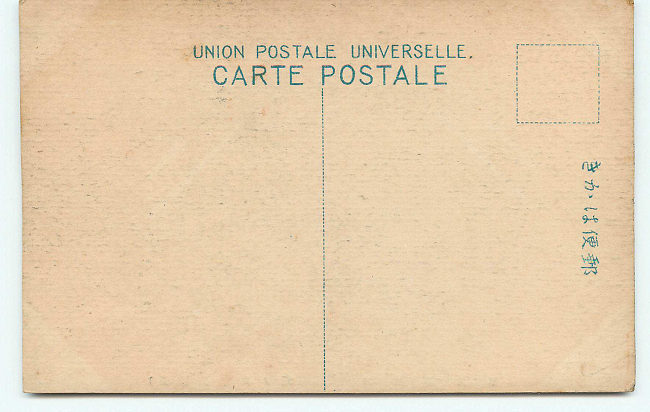 UNION POSTALE UNIVERSELLE.
CARTE POSTALE
きかは便郵